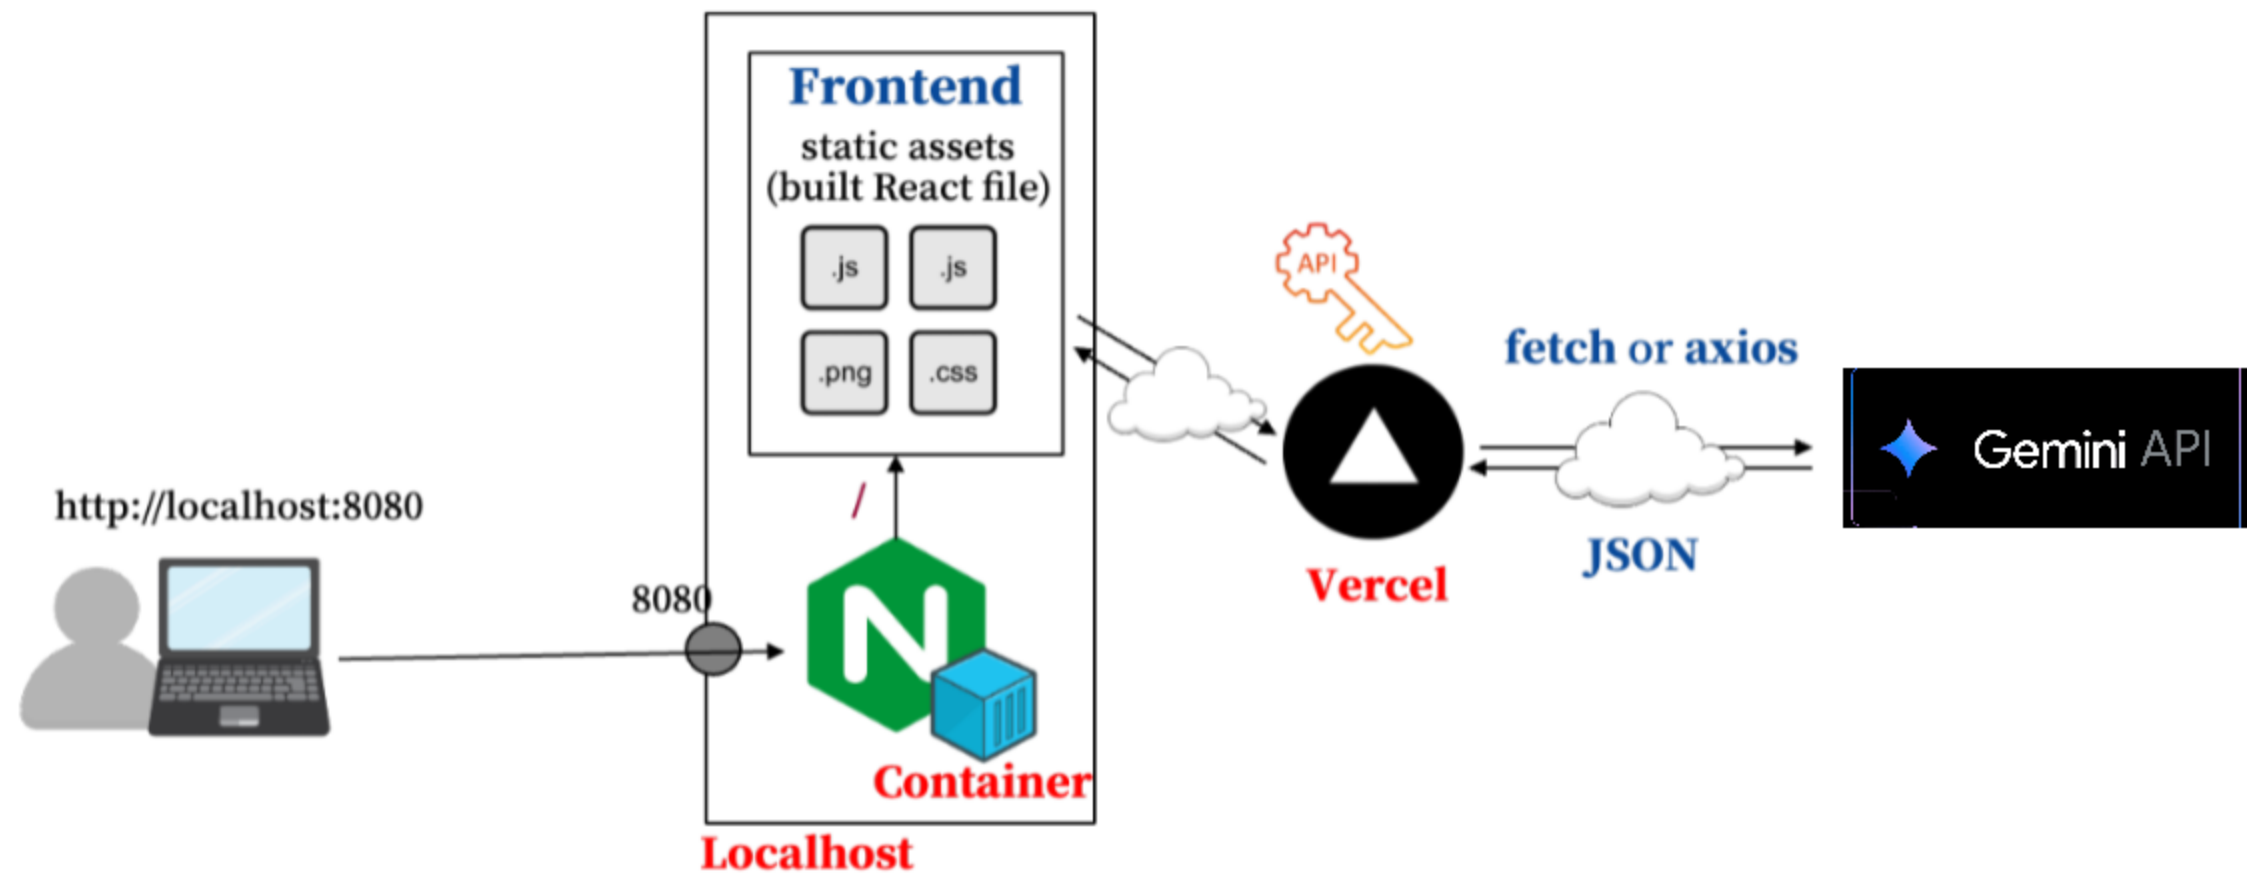 Frontend
static assets
(built React file)
.js
.js
.png
.css
API
fetch or axios
Gemini API
http://localhost:8080
/
JSON
Vercel
8080
N
Container
Localhost